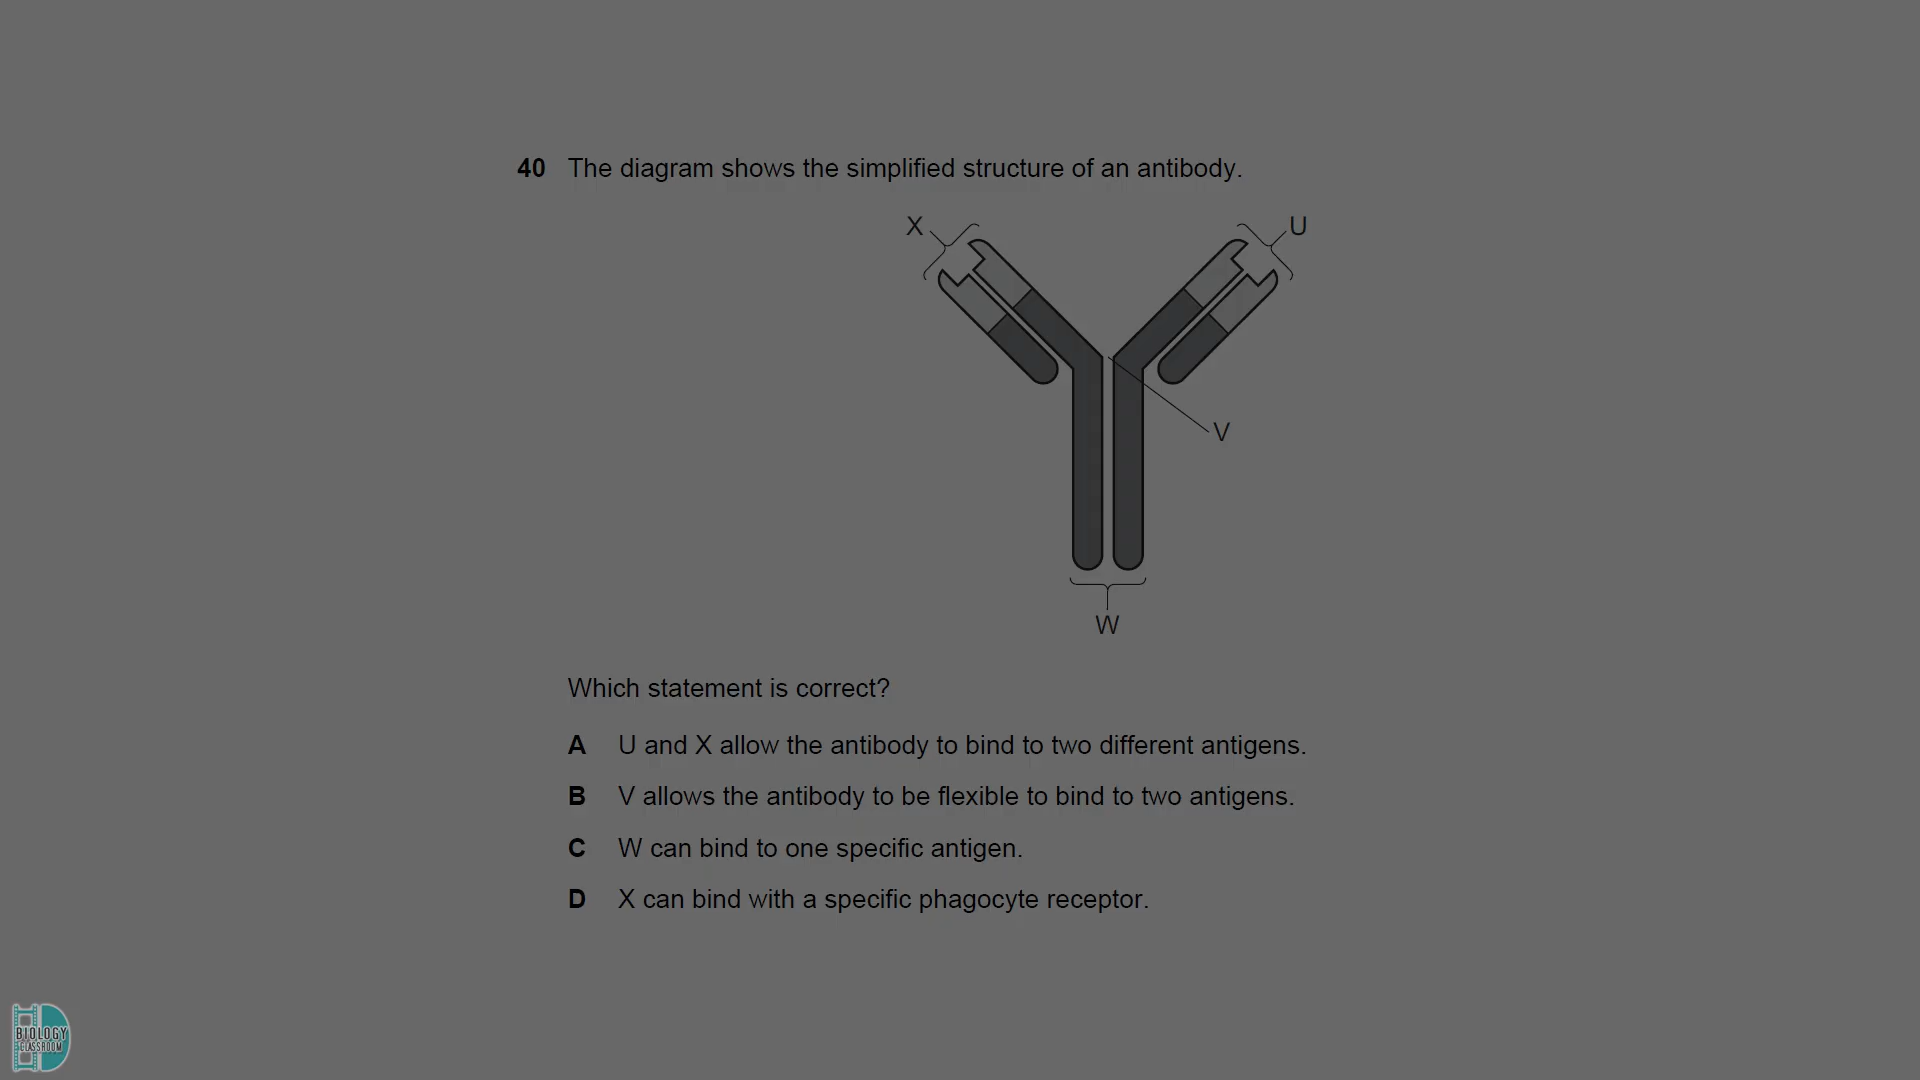 40 The diagram shows the simplified structure of an antibody.
X
U
V
W
Which statement is correct?
A U and X allow the antibody to bind to two different antigens.
B V allows the antibody to be flexible to bind to two antigens.
C W can bind to one specific antigen.
D X can bind with a specific phagocyte receptor.
BIOLOGY
CLASSROOM